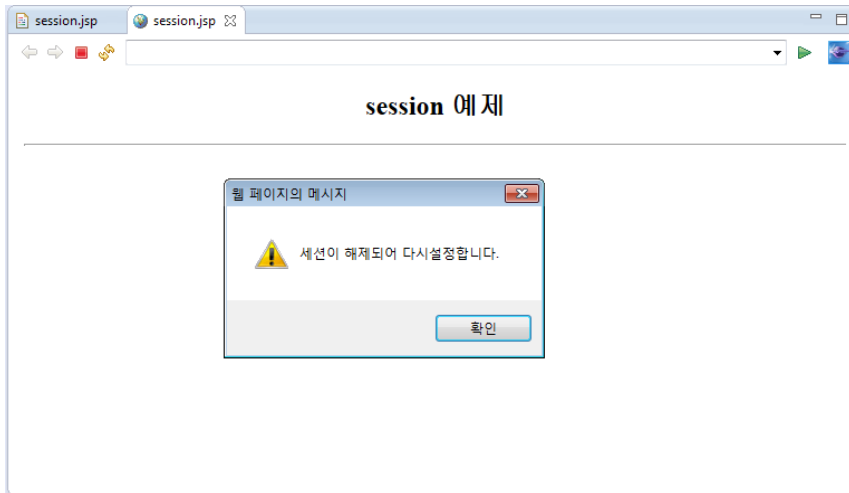 session.jsp
session.jsp
session 예제
웹 페이지의 메시지
세션이 해제되어 다시설정합니다.
확인